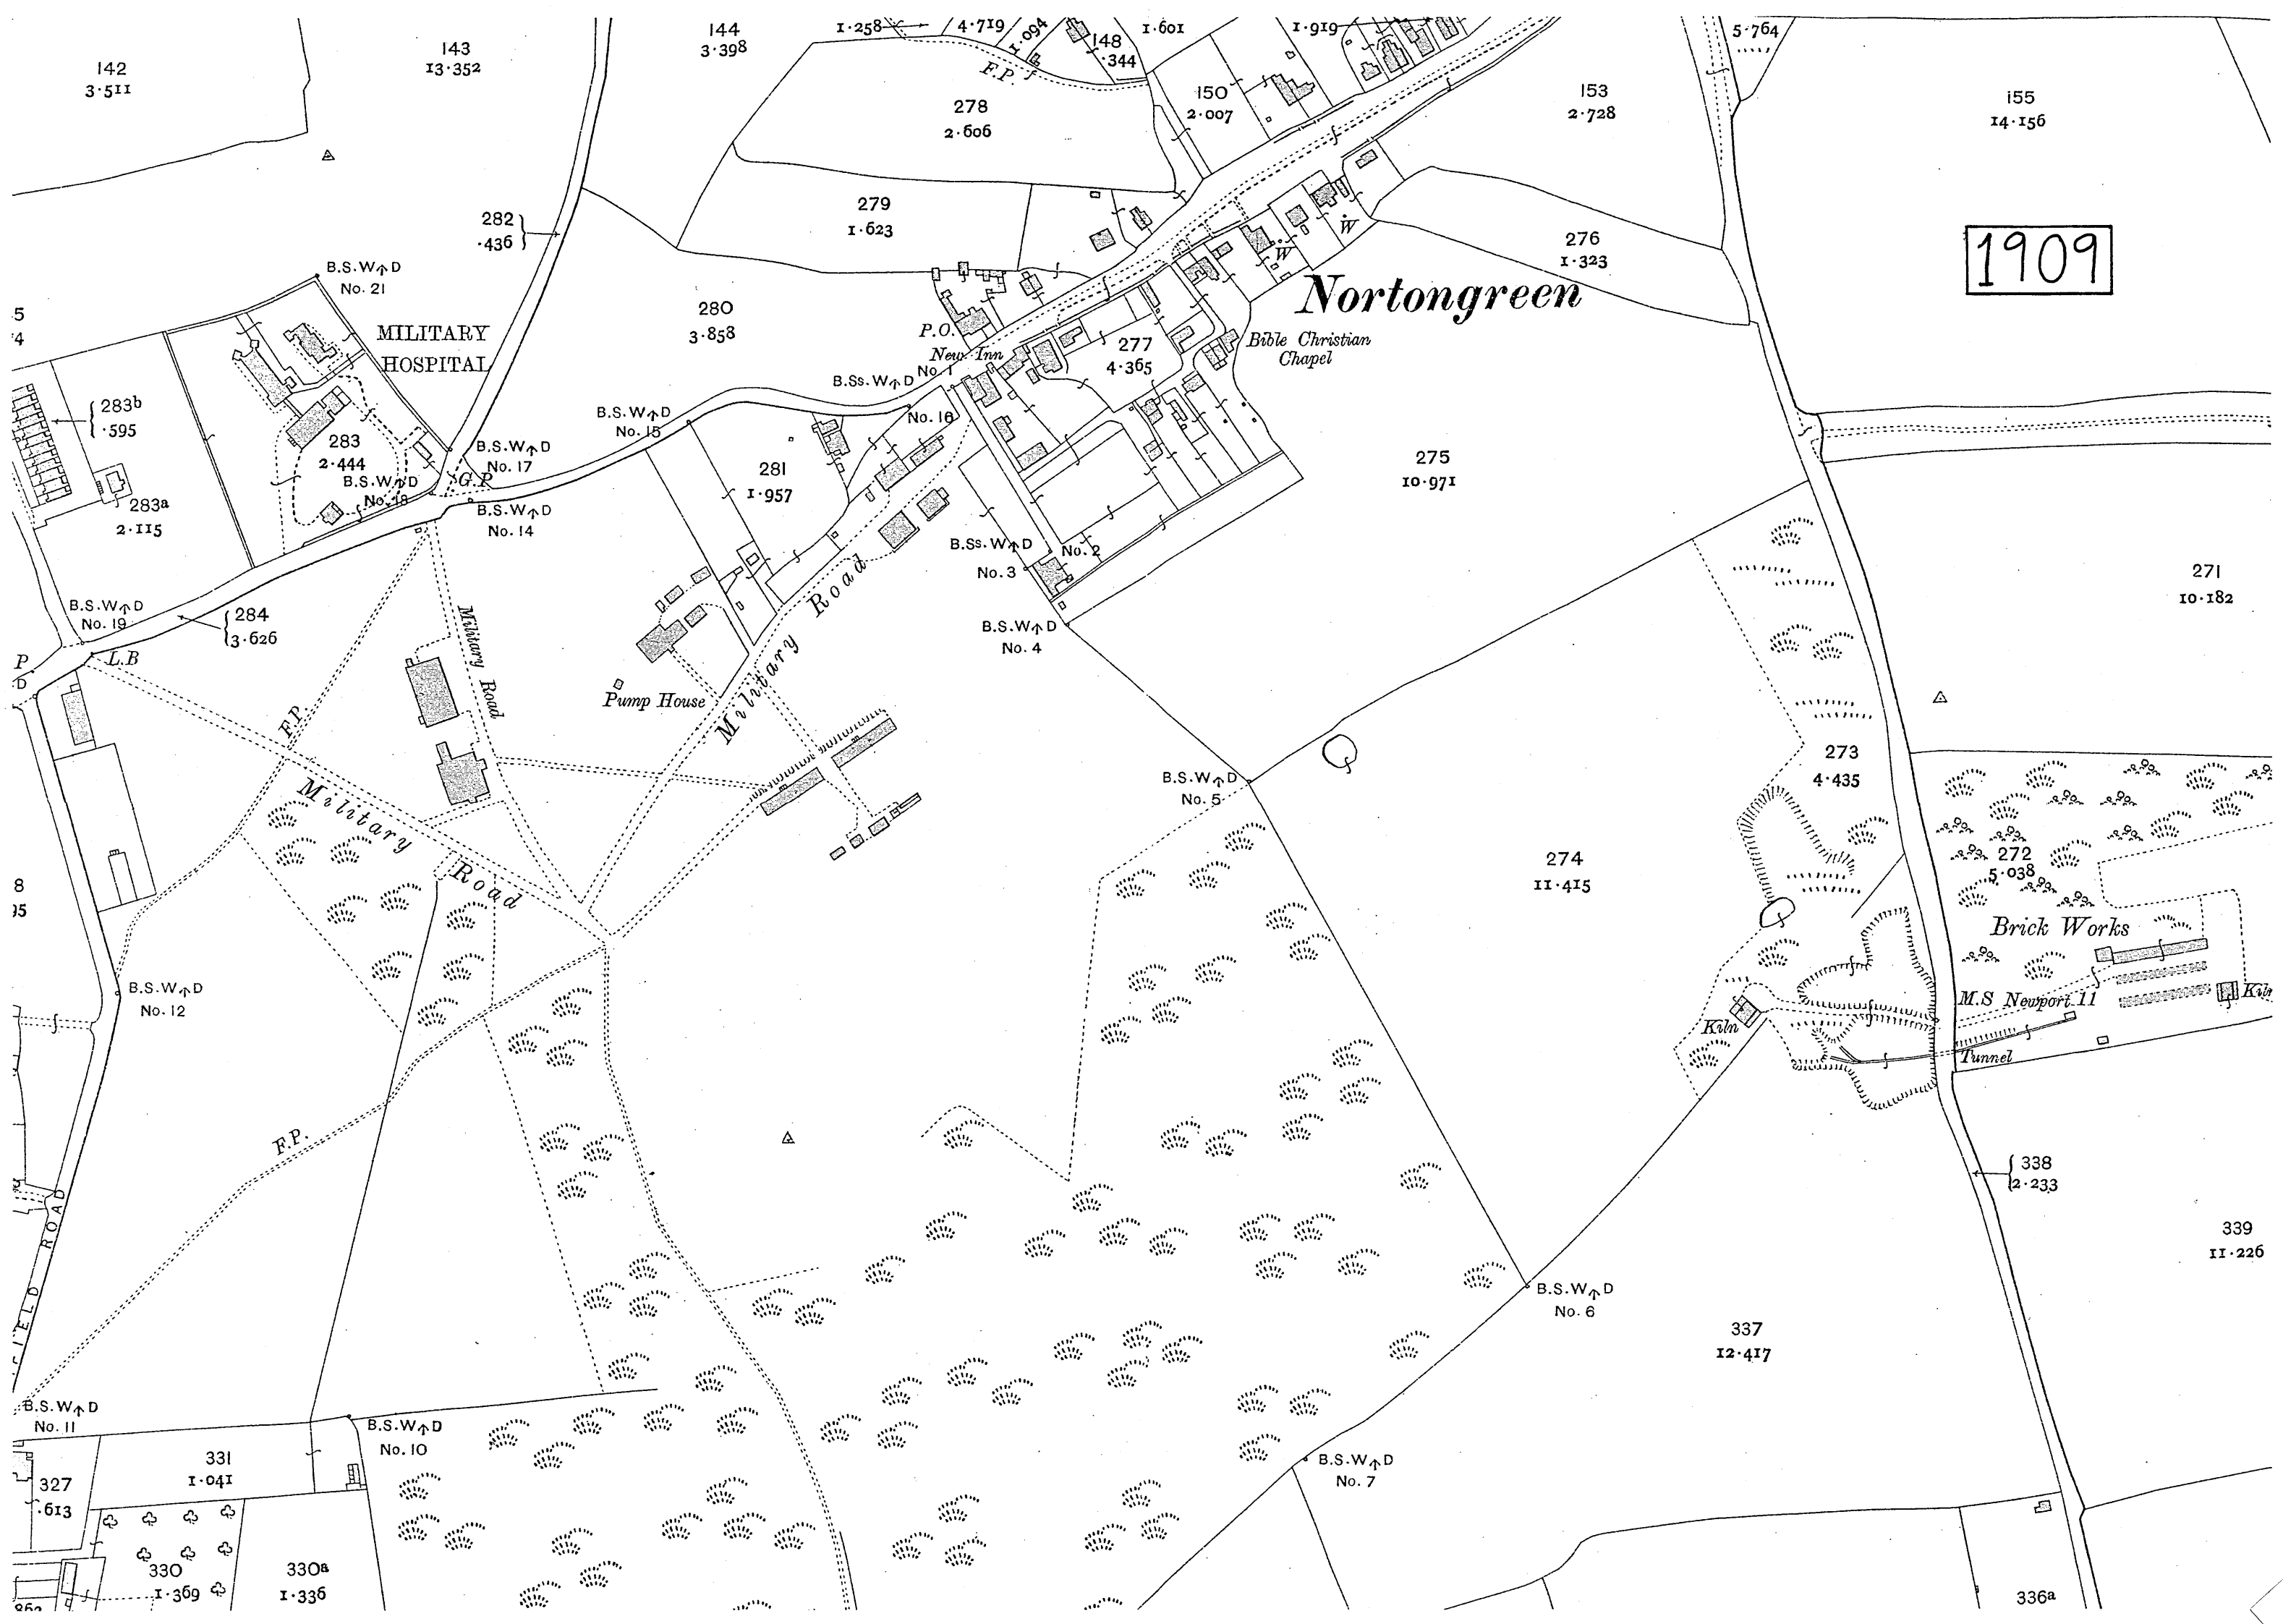 142
3·511
143
13·352
144
3·398
1·258
4·719
1·094
148
·344
1·601
1·919
5·764
F.P.
278
2·606
150
2·007
153
2·728
155
14·156
282
·436
279
1·623
276
1·323
1909
B.S.W↑D
No. 21
MILITARY
HOSPITAL
280
3·858
P.O.
New Inn
W
W
Nortongreen
277
4·365
Bible Christian
Chapel
5
4
283b
·595
283
2·444
283a
2·115
B.S.W↑D
No. 18
B.S.W↑D
No. 17
G.P
B.S.W↑D
No. 14
B.S.W↑D
No. 15
B.Ss.W↑D
No. 1
No. 16
281
1·957
275
10·971
271
10·182
B.Ss.W↑D
No. 2
No. 3
B.S.W↑D
No. 4
B.S.W↑D
No. 19
284
3·626
P
D
L.B
F.P.
Military Road
Military Road
Military Road
Pump House
B.S.W↑D
No. 5
273
4·435
274
11·415
272
5·038
Brick Works
8
95
B.S.W↑D
No. 12
M.S Newport 11
Kiln
Kiln
Tunnel
F.P.
338
2·233
339
11·226
FIELD ROAD
B.S.W↑D
No. 6
337
12·417
B.S.W↑D
No. 11
B.S.W↑D
No. 10
B.S.W↑D
No. 7
331
1·041
327
·613
330
1·369
330a
1·336
336a